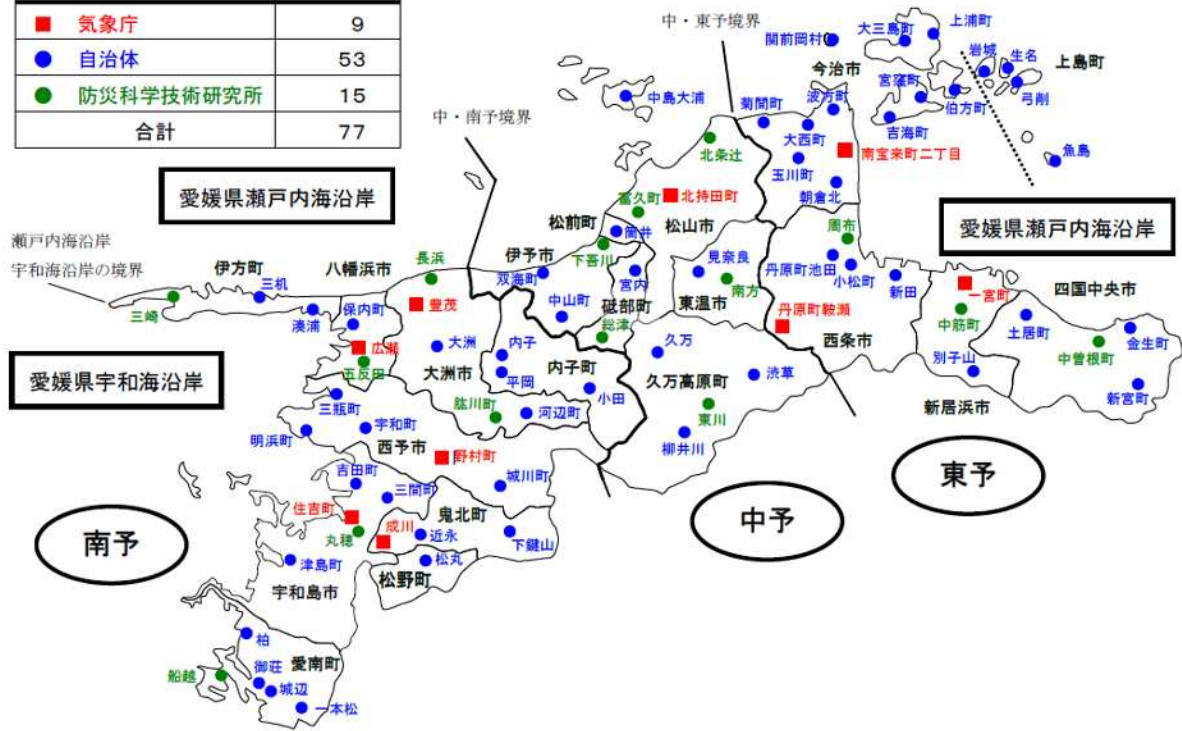 気象庁 9
自治体 53
防災科学技術研究所 15
合計 77
中・東予境界
中・南予境界
愛媛県瀬戸内海沿岸
瀬戸内海沿岸
宇和海沿岸の境界
愛媛県宇和海沿岸
愛媛県瀬戸内海沿岸
関前岡村
大三島町
上浦町
岩城
生名
上島町
弓削
今治市
宮窪町
伯方町
吉海町
魚島
中島大浦
菊間町
波方町
大西町
南宝来町二丁目
玉川町
朝倉北
北条辻
北持田町
富久町
松山市
松前町
筒井
下吾川
伊予市
双海町
中山町
宮内
砥部町
総津
見奈良
南方
東温市
周布
丹原町池田
小松町
新田
丹原町鞍瀬
西条市
一宮町
中筋町
別子山
新居浜市
四国中央市
土居町
金生町
中曽根町
新宮町
伊方町
三崎
三机
湊浦
八幡浜市
保内町
広瀬
五反田
長浜
豊茂
大洲
大洲市
肱川町
河辺町
内子
平岡
内子町
小田
久万
久万高原町
渋草
東川
柳井川
三瓶町
明浜町
宇和町
西予市
野村町
城川町
吉田町
三間町
住吉町
丸穂
成川
鬼北町
近永
下鍵山
松丸
松野町
津島町
宇和島市
柏
愛南町
御荘
船越
城辺
一本松
南予
中予
東予